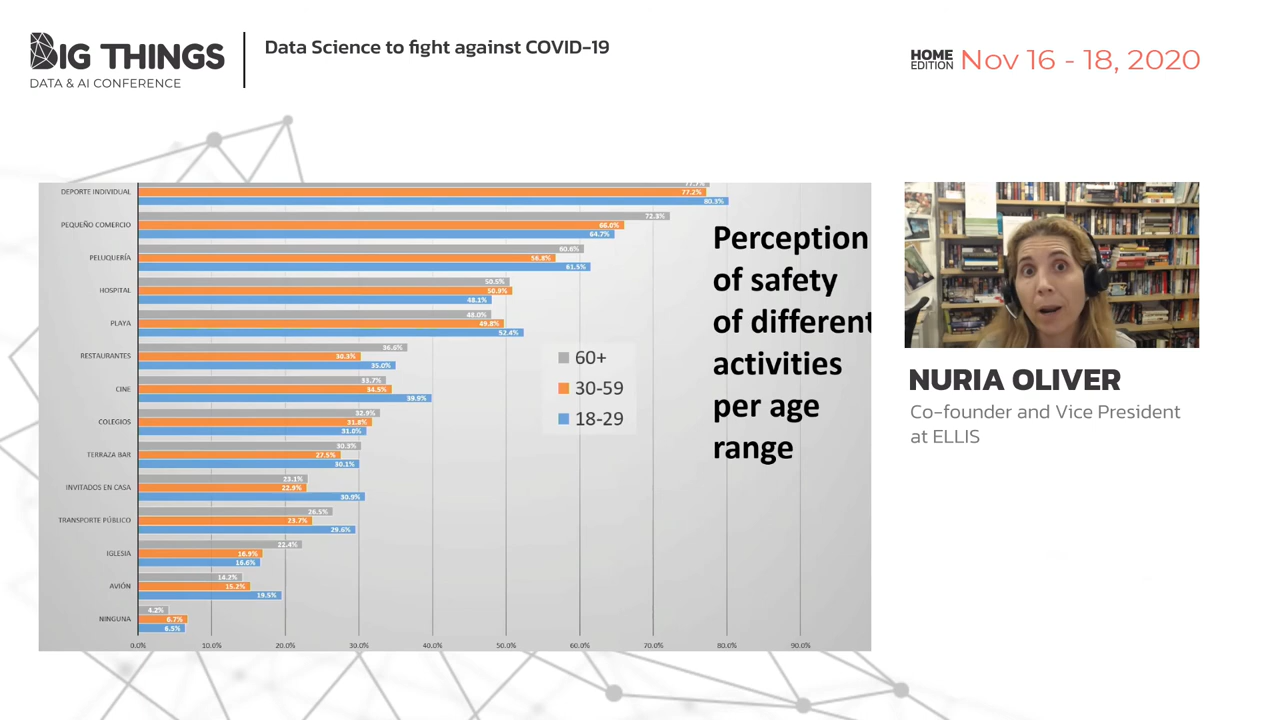 BIG THINGS
DATA & AI CONFERENCE
Data Science to fight against COVID-19
HOME
EDITION
Nov 16 - 18, 2020
DEPORTE INDIVIDUAL
77.2%
80.3%
PEQUEÑO COMERCIO
72.3%
66.0%
64.7%
PELUQUERÍA
60.6%
56.8%
61.5%
HOSPITAL
50.5%
50.9%
48.1%
PLAYA
48.0%
49.8%
52.4%
RESTAURANTES
36.6%
30.3%
35.0%
CINE
33.7%
34.5%
39.9%
COLEGIOS
32.9%
31.8%
31.0%
TERRAZA BAR
30.3%
27.5%
30.1%
INVITADOS EN CASA
23.1%
22.9%
30.9%
TRANSPORTE PÚBLICO
26.5%
23.7%
29.6%
IGLESIA
22.4%
16.9%
16.6%
AVIÓN
14.2%
15.2%
19.5%
NINGUNA
4.2%
6.7%
6.5%
0.0% 10.0% 20.0% 30.0% 40.0% 50.0% 60.0% 70.0% 80.0% 90.0%
60+
30-59
18-29
Perception
of safety
of different
activities
per age
range
NURIA OLIVER
Co-founder and Vice President
at ELLIS